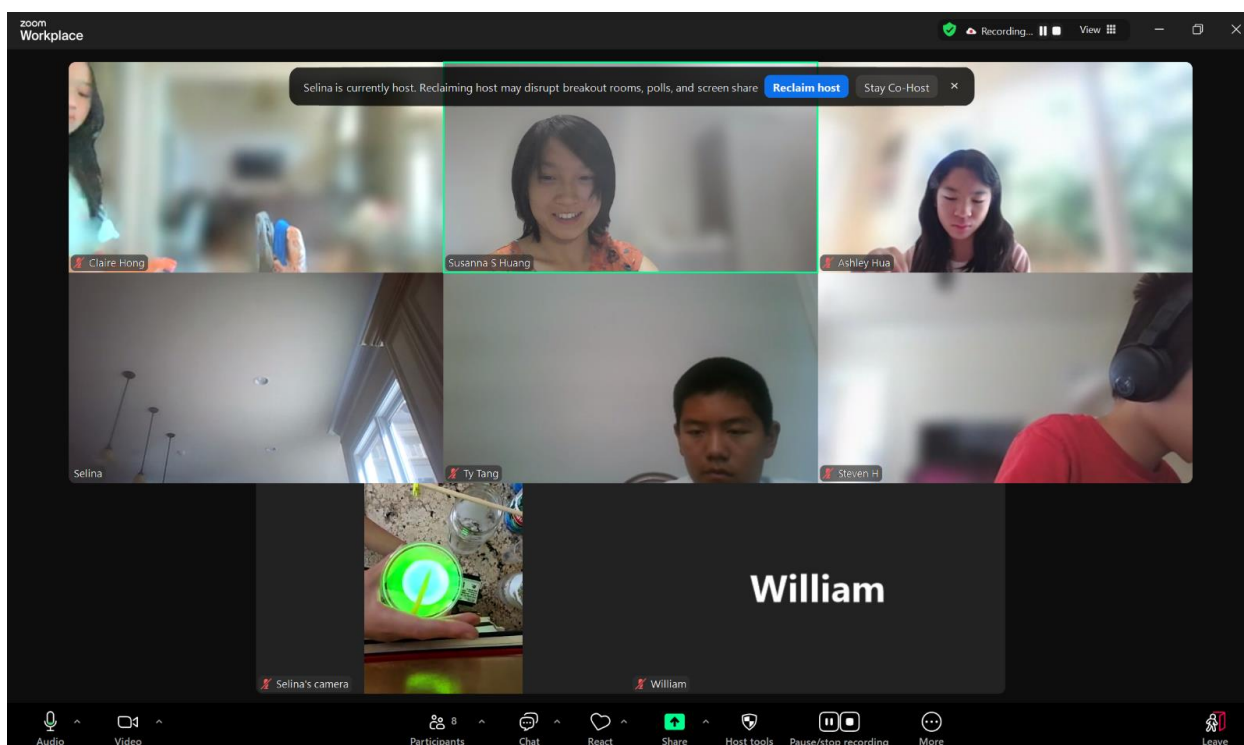 zoom
Workplace
Recording...
View
Selina is currently host. Reclaiming host may disrupt breakout rooms, polls, and screen share
Reclaim host
Stay Co-Host
Claire Hong
Susanna S Huang
Ashley Hua
Selina
Ty Tang
Steven H
William
Selina's camera
William
Audio
Video
Participants
8
Chat
React
Share
Host tools
Pause/stop recording
More
Leave